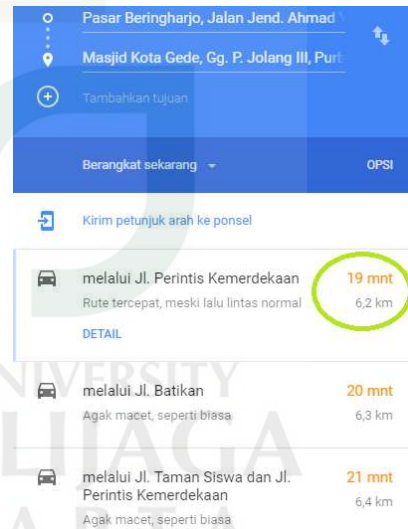 Pasar Beringharjo, Jalan Jend. Ahmad
Masjid Kota Gede, Gg. P. Jolang III,
Tambahkan tujuan
Berangkat sekarang OPSI
Kirim petunjuk arah ke ponsel
melalui Jl. Perintis Kemerdekaan 19 mnt
Rute tercepat, meski lalu lintas normal 6,2 km
DETAIL
melalui Jl. Batikan 20 mnt
Agak macet, seperti biasa 6,3 km
melalui Jl. Taman Siswa dan Jl. 21 mnt
Perintis Kemerdekaan 6,4 km
Agak macet, seperti biasa